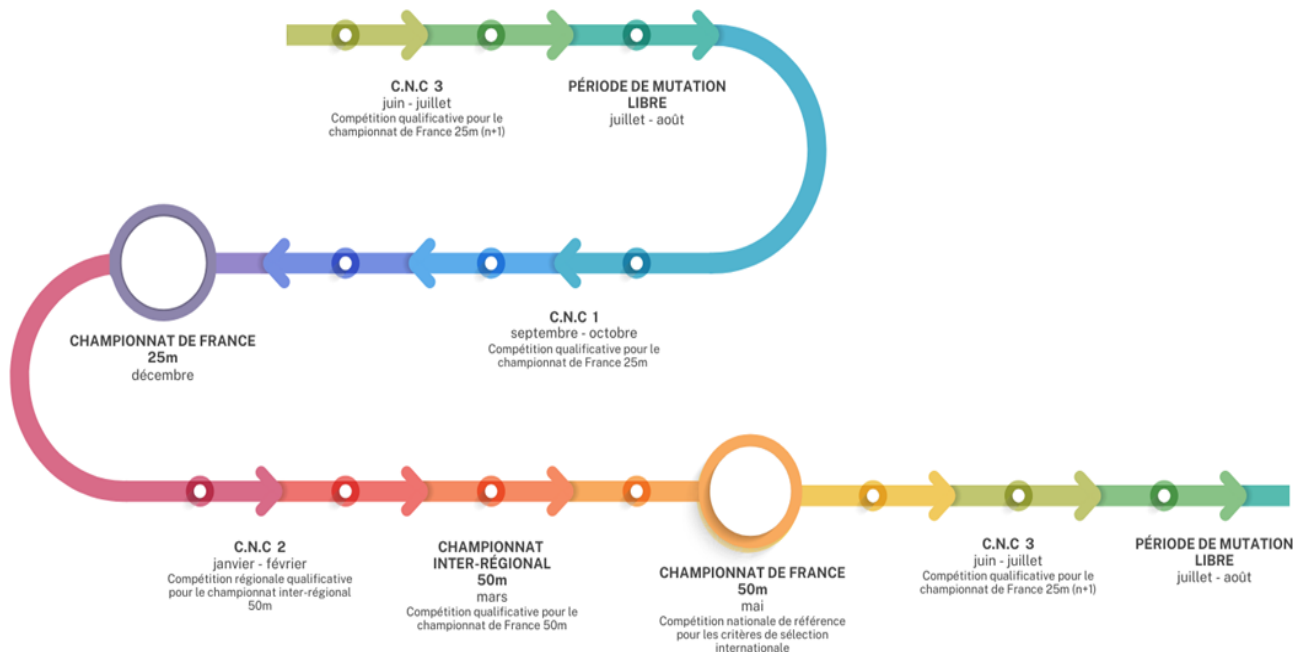 C.N.C 3
juin - juillet
Compétition qualificative pour le
championnat de France 25m (n+1)
PÉRIODE DE MUTATION
LIBRE
juillet - août
C.N.C 1
septembre - octobre
Compétition qualificative pour le
championnat de France 25m
CHAMPIONNAT DE FRANCE
25m
décembre
C.N.C 2
janvier - février
Compétition régionale qualificative
pour le championnat inter-régional
50m
CHAMPIONNAT
INTER-RÉGIONAL
50m
mars
Compétition qualificative pour le
championnat de France 50m
CHAMPIONNAT DE FRANCE
50m
mai
Compétition nationale de référence
pour les critères de sélection
internationale
C.N.C 3
juin - juillet
Compétition qualificative pour le
championnat de France 25m (n+1)
PÉRIODE DE MUTATION
LIBRE
juillet - août